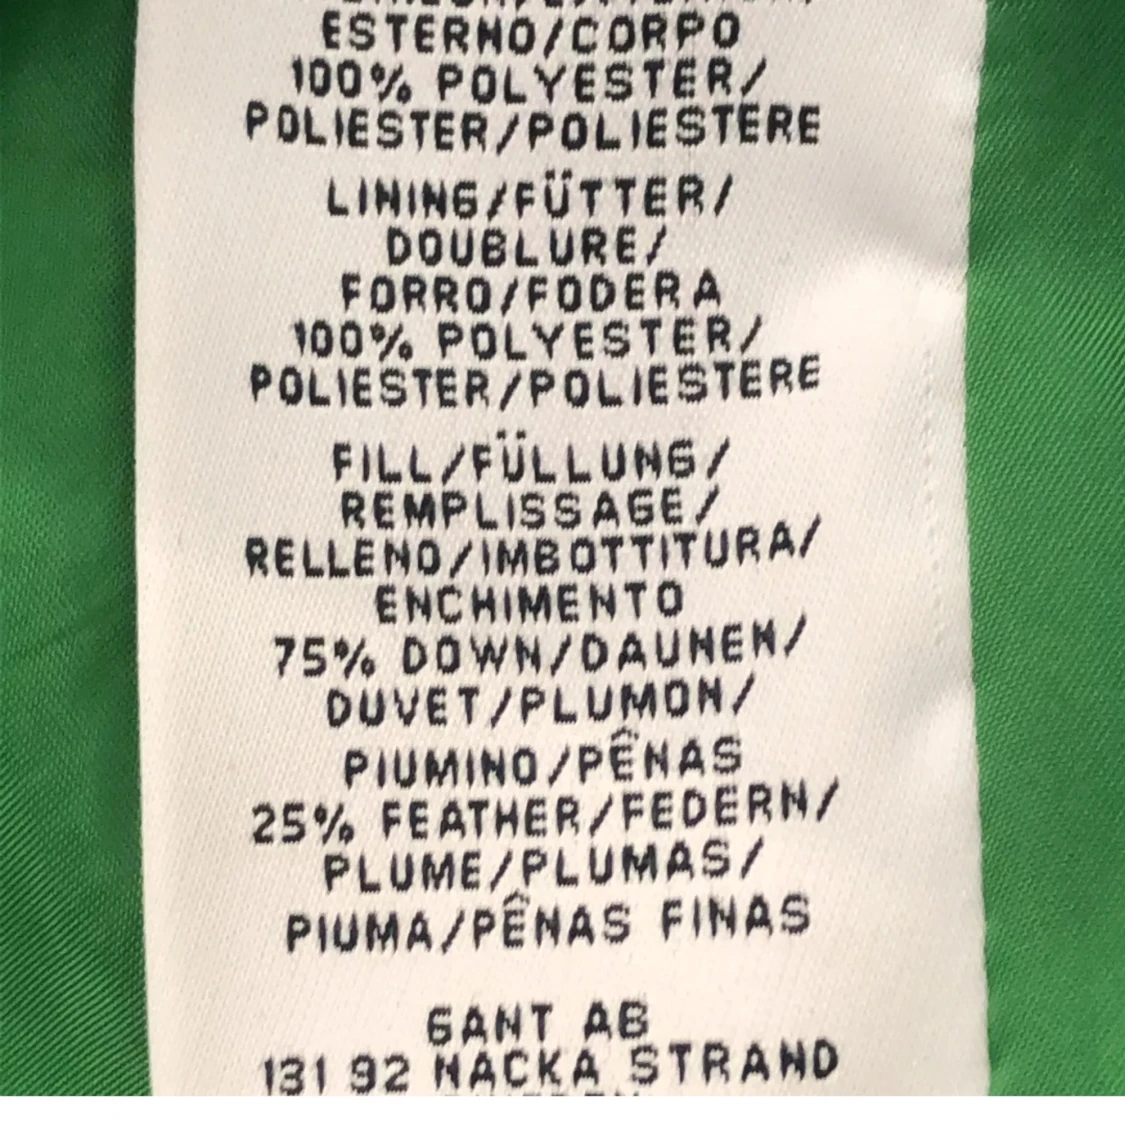 ESTERNO/CORPO
100% POLYESTER/
POLIESTER/POLIESTERE
LINING/FÜTTER/
DOUBLURE/
FORRO/FODERA
100% POLYESTER/
POLIESTER/POLIESTERE
FILL/FÜLLUNG/
REMPLISSAGE/
RELLENO/IMBOTTITURA/
ENCHIMENTO
75% DOWN/DAUNEN/
DUVET/PLUMON/
PIUMINO/PÊNAS
25% FEATHER/FEDERN/
PLUME/PLUMAS/
PIUMA/PÊNAS FINAS
GANT AB
131 92 NACKA STRAND